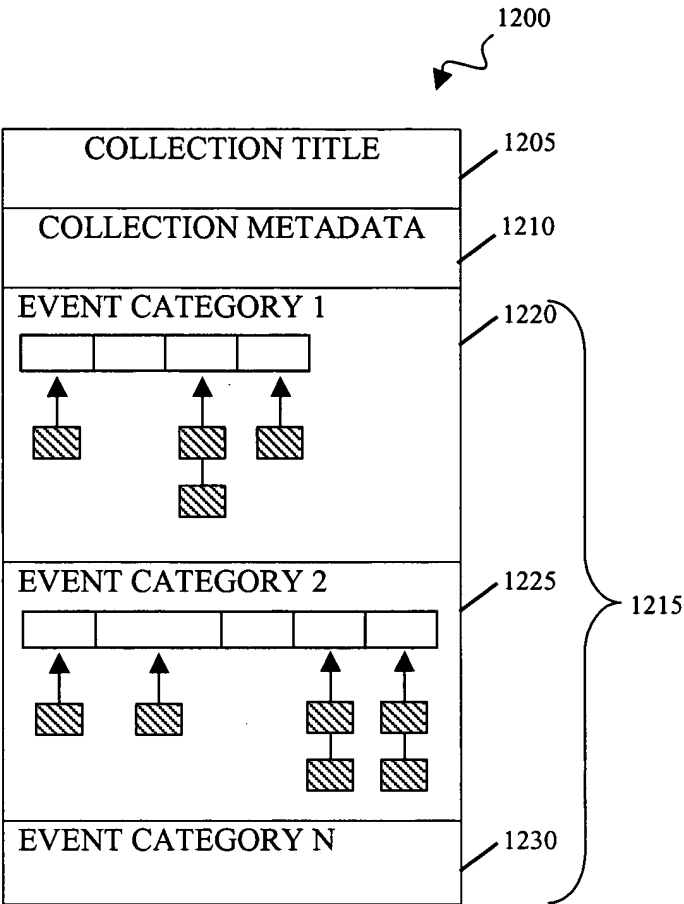 1200
COLLECTION TITLE
1205
COLLECTION METADATA
1210
EVENT CATEGORY 1
1220
EVENT CATEGORY 2
1225
1215
EVENT CATEGORY N
1230